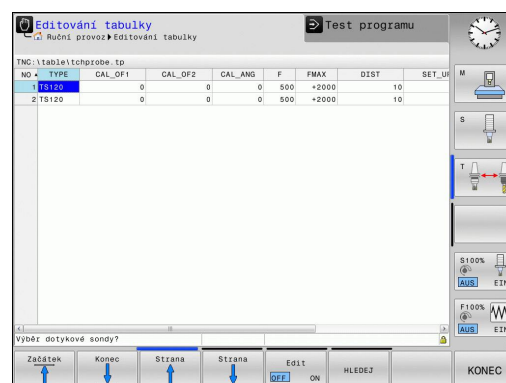 Editování tabulky
Ruční provoz▸Editování tabulky
Test programu
TNC:\table\tchprobe.tp
NO TYPE CAL_OF1 CAL_OF2 CAL_ANG F FMAX DIST
1 TS120 0 0 0 500 +2000 10
2 TS120 0 0 0 500 +2000 10
M
S
T
S100%
AUS EIN
F100%
AUS EIN
Výběr dotykové sondy?
Začátek Konec Strana Strana Edit HLEDEJ KONEC
OFF ON